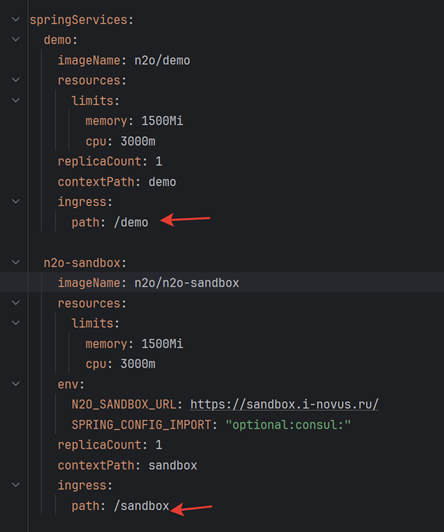 springServices:
demo:
imageName: n2o/demo
resources:
limits:
memory: 1500Mi
cpu: 3000m
replicaCount: 1
contextPath: demo
ingress:
path: /demo
n2o-sandbox:
imageName: n2o/n2o-sandbox
resources:
limits:
memory: 1500Mi
cpu: 3000m
env:
N2O_SANDBOX_URL: https://sandbox.i-novus.ru/
SPRING_CONFIG_IMPORT: "optional:consul:"
replicaCount: 1
contextPath: sandbox
ingress:
path: /sandbox